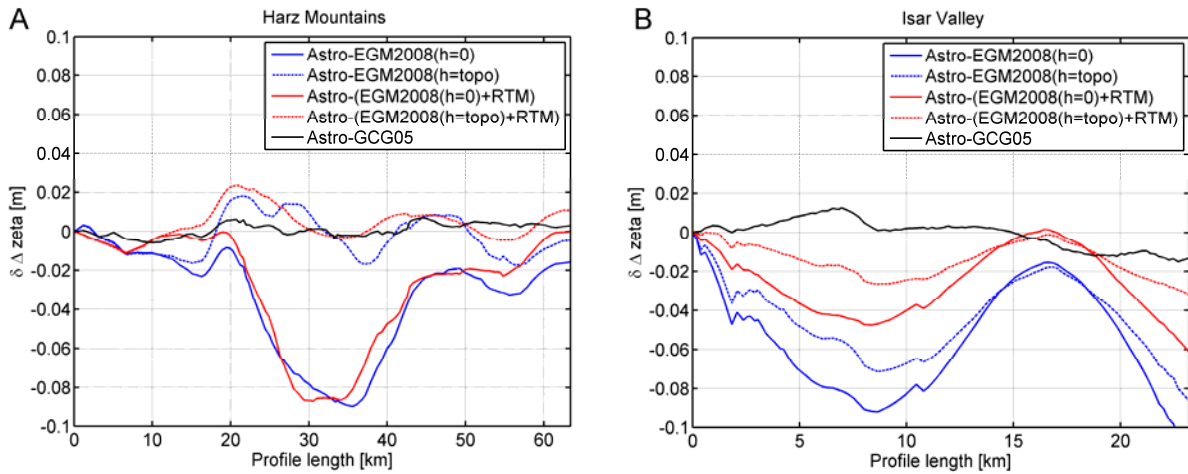 A
Harz Mountains
0.1
0.08
0.06
0.04
0.02
0
-0.02
-0.04
-0.06
-0.08
-0.1
δ Δ zeta [m]
Astro-EGM2008(h=0)
Astro-EGM2008(h=topo)
Astro-(EGM2008(h=0)+RTM)
Astro-(EGM2008(h=topo)+RTM)
Astro-GCG05
0 10 20 30 40 50 60
Profile length [km]
B
Isar Valley
0.1
0.08
0.06
0.04
0.02
0
-0.02
-0.04
-0.06
-0.08
-0.1
δ Δ zeta [m]
Astro-EGM2008(h=0)
Astro-EGM2008(h=topo)
Astro-(EGM2008(h=0)+RTM)
Astro-(EGM2008(h=topo)+RTM)
Astro-GCG05
0 5 10 15 20
Profile length [km]